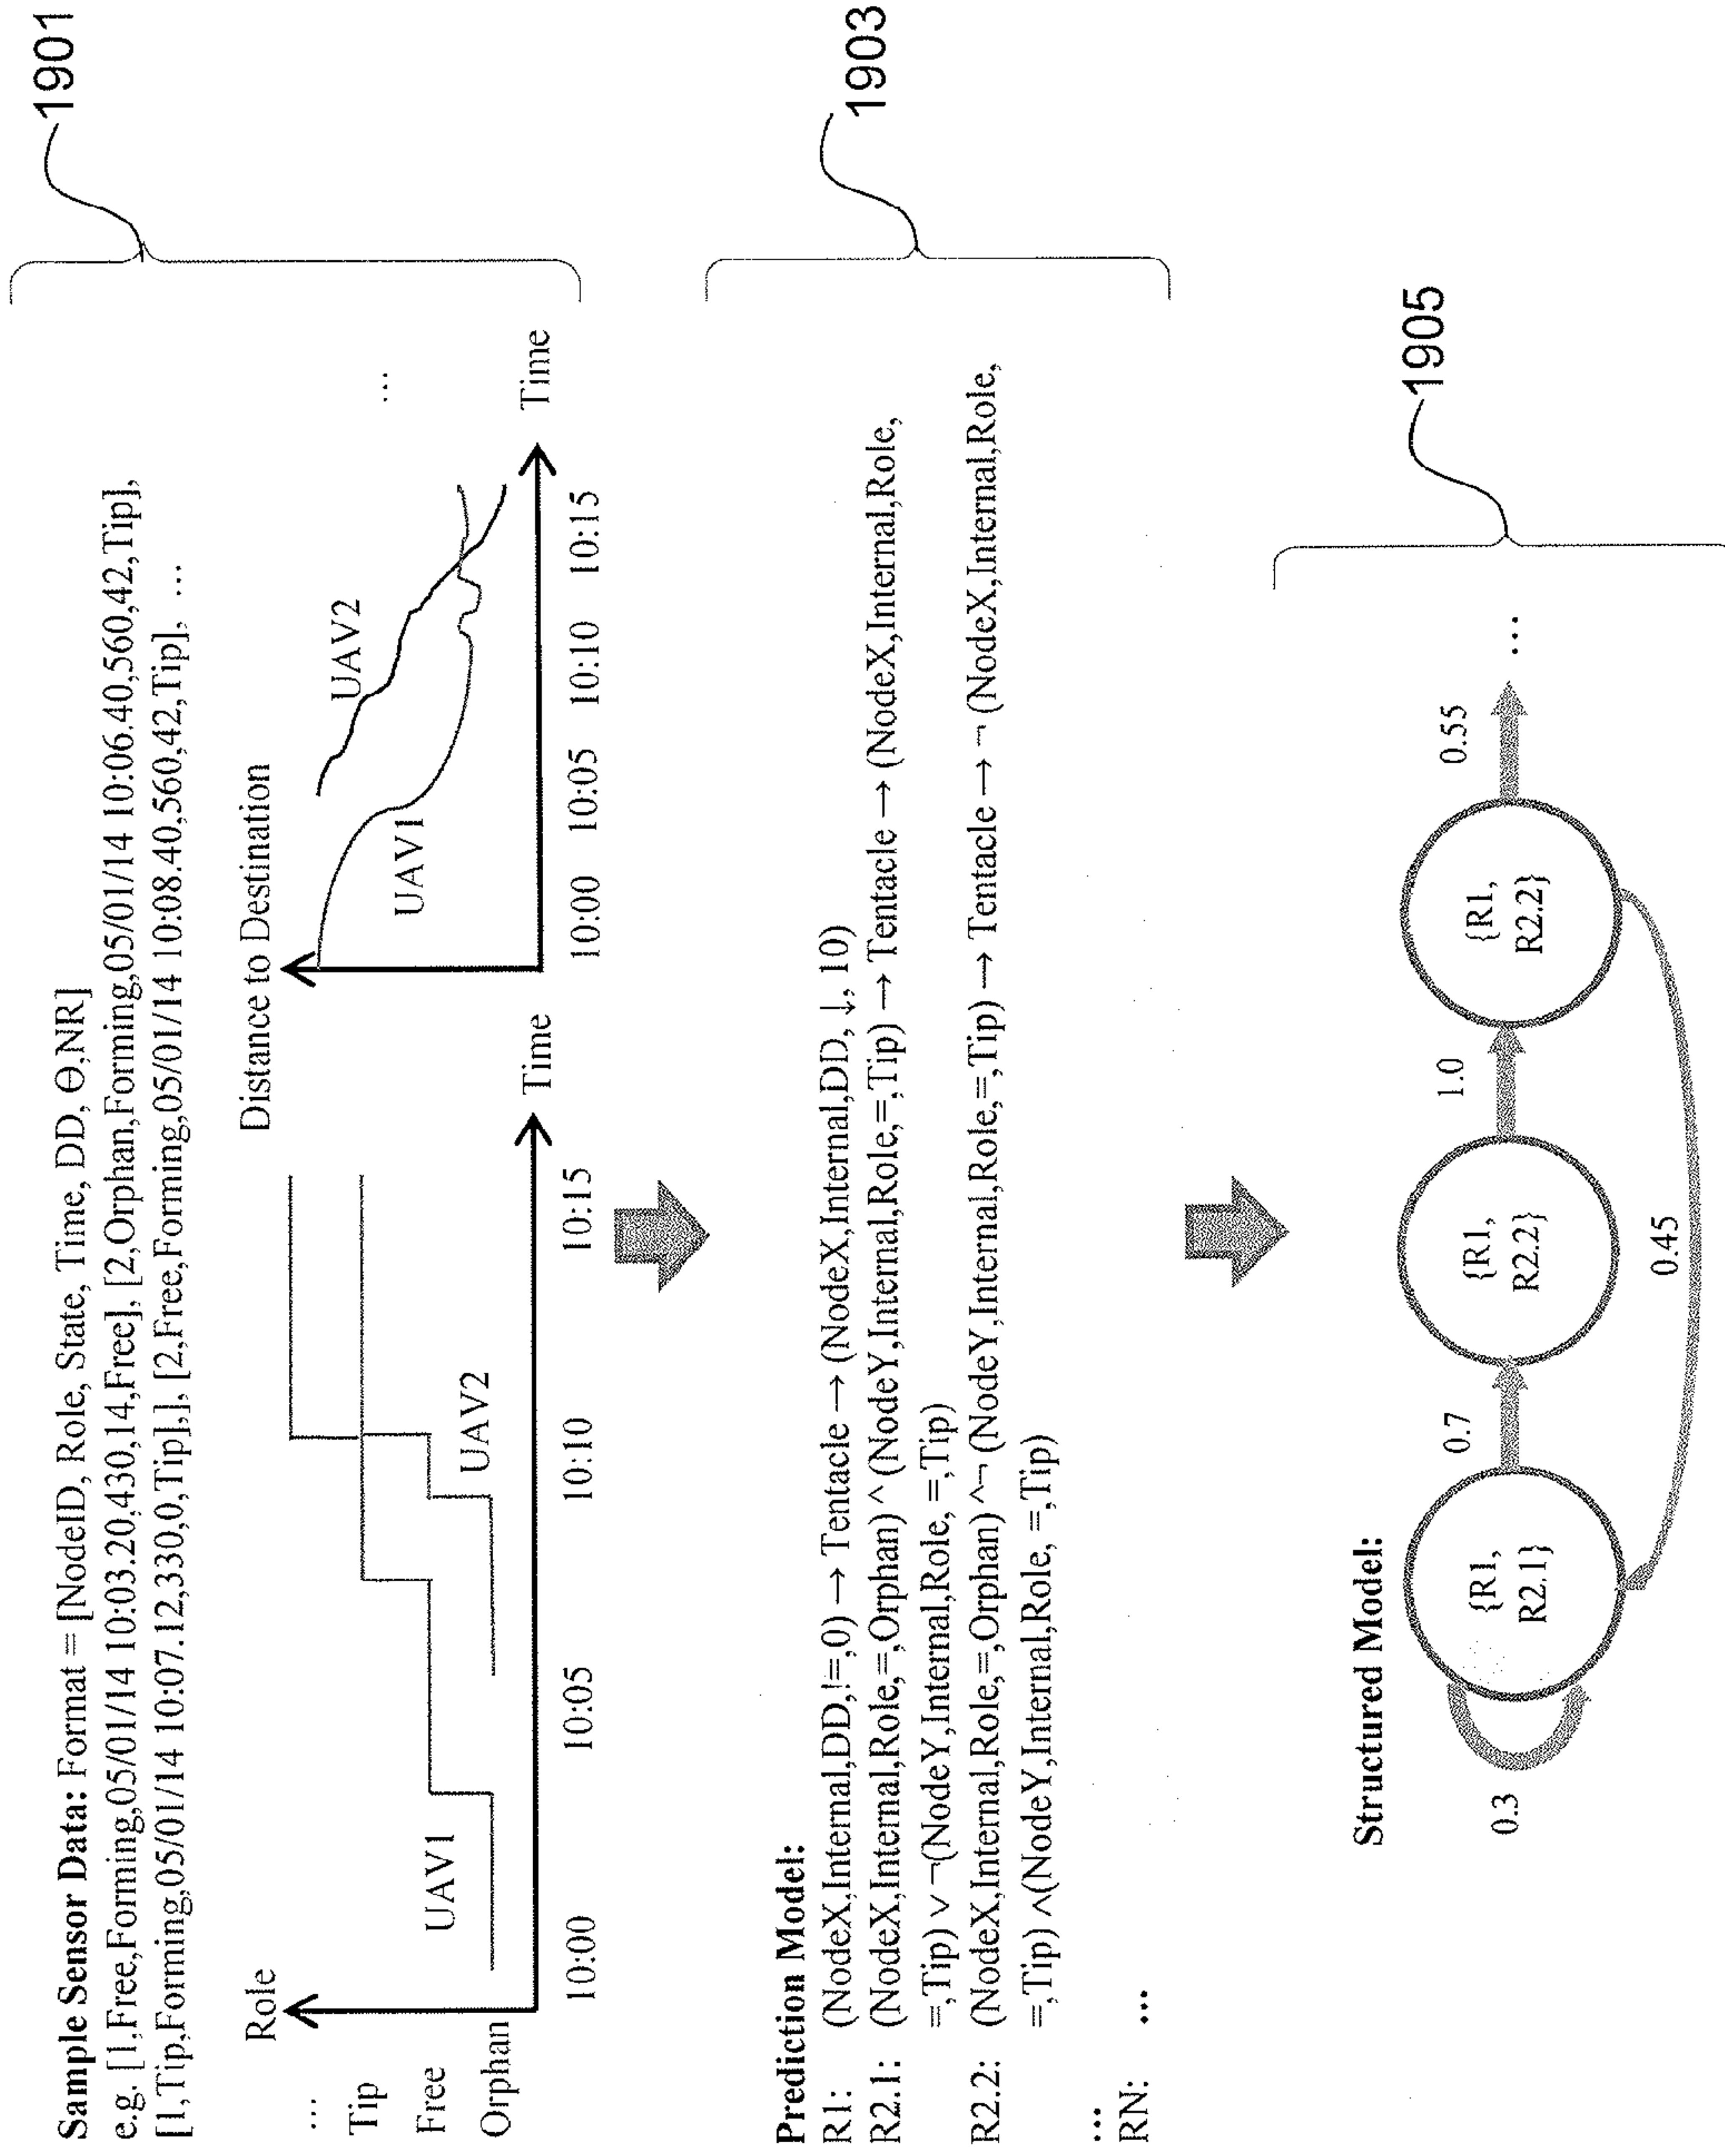 Sample Sensor Data: Format = [NodeID, Role, State, Time, DD, Θ,NR]
e.g. [1,Free,Forming,05/01/14 10:03.20,430,14,Free], [2,Orphan,Forming,05/01/14 10:06.40,560,42,Tip],
[1,Tip,Forming,05/01/14 10:07.12,330,0,Tip],], [2,Free,Forming,05/01/14 10:08.40,560,42,Tip], …
1901
Role
…
Tip
Free
Orphan
UAV1
UAV2
10:00
10:05
10:10
10:15
Time
Distance to Destination
UAV1
UAV2
10:00
10:05
10:10
10:15
Time
…
Prediction Model:
R1: (NodeX,Internal,DD,!=,0) → Tentacle → (NodeX,Internal,DD, ↓, 10)
R2.1: (NodeX,Internal,Role,=,Orphan) ^ (NodeY,Internal,Role,=,Tip) → Tentacle → (NodeX,Internal,Role,
=,Tip) ∨ ¬(NodeY,Internal,Role, =,Tip)
R2.2: (NodeX,Internal,Role,=,Orphan) ^¬ (NodeY,Internal,Role,=,Tip) → Tentacle → ¬ (NodeX,Internal,Role,
=,Tip) ∧(NodeY,Internal,Role, =,Tip)
…
RN: …
1903
Structured Model:
0.3
{R1,
R2.1}
0.7
{R1,
R2.2}
1.0
{R1,
R2.2}
0.55
…
0.45
1905